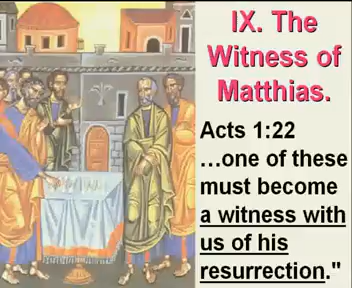 IX. The
Witness of
Matthias.
Acts 1:22
…one of these
must become
a witness with
us of his
resurrection."